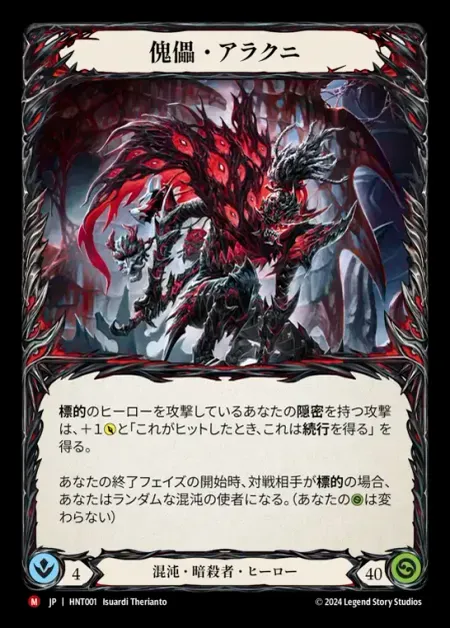 傀儡・アラクニ
標的のヒーローを攻撃しているあなたの隠密を持つ攻撃
は、＋１と「これがヒットしたとき、これは続行を得る」を
得る。
あなたの終了フェイズの開始時、対戦相手が標的の場合、
あなたはランダムな混沌の使者になる。（あなたのは変
わらない）
4
混沌・暗殺者・ヒーロー
40
M JP | HNT001 Isuardi Therianto
© 2024 Legend Story Studios